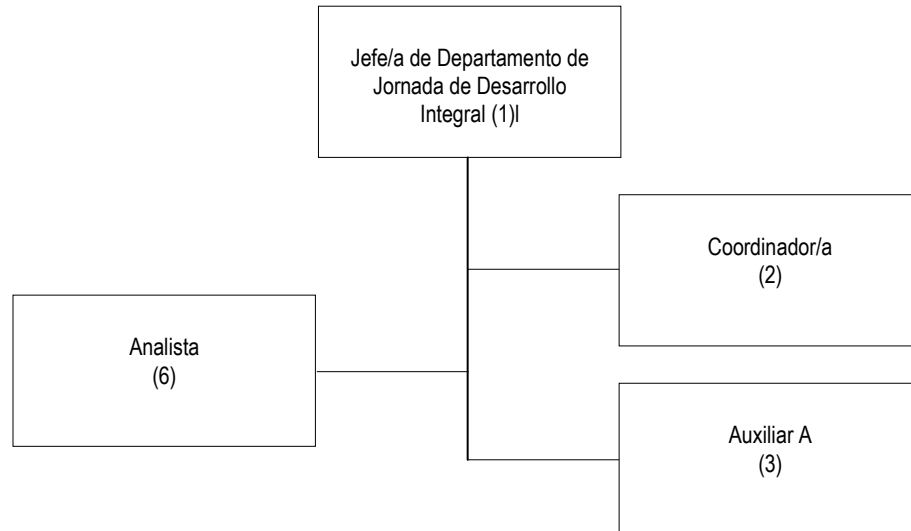 Jefe/a de Departamento de
Jornada de Desarrollo
Integral (1)l
Coordinador/a
(2)
Analista
(6)
Auxiliar A
(3)